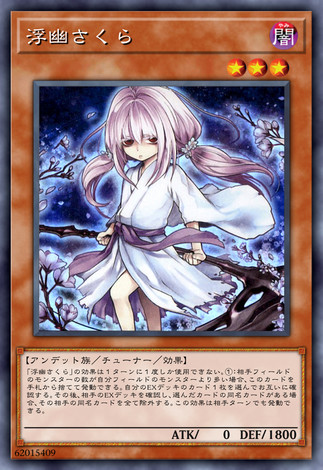 浮幽さくら
闇
やみ
【アンデット族／チューナー／効果】
「浮幽さくら」の効果は１ターンに１度しか使用できない。①：相手フィールド
のモンスターの数が自分フィールドのモンスターより多い場合、このカードを
手札から捨てて発動できる。自分のEXデッキのカード１枚を選んでお互いに確
認する。その後、相手のEXデッキを確認し、選んだカードの同名カードがある場
合、その相手の同名カードを全て除外する。この効果は相手ターンでも発動で
きる。
ATK/ 0 DEF/1800
62015409